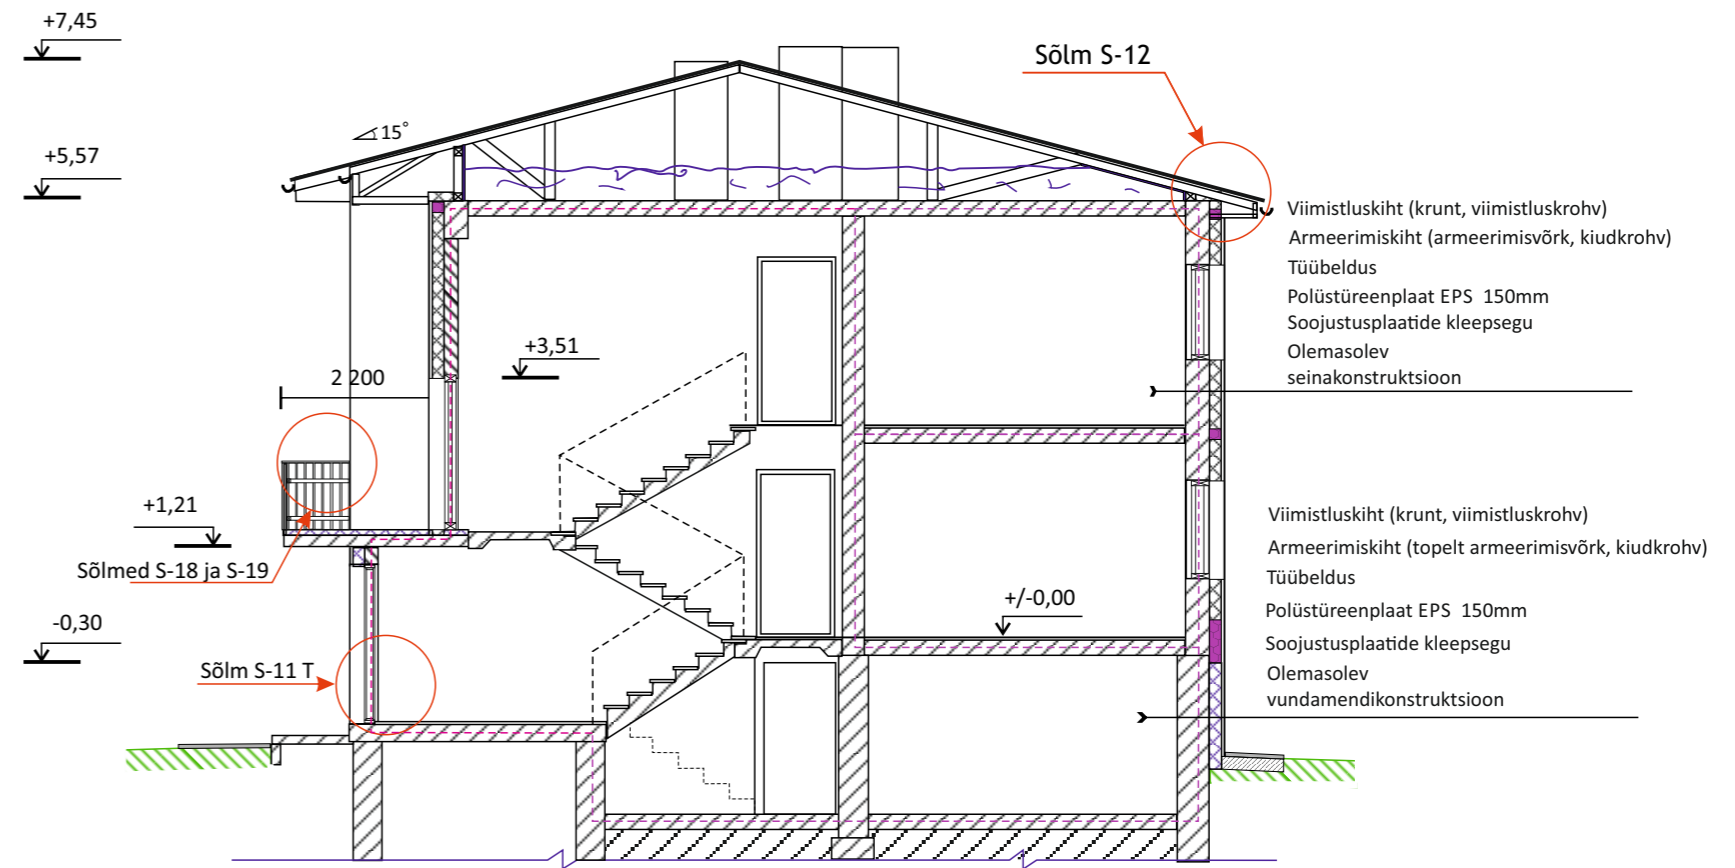 +7,45
Sõlm S-12
15°
+5,57
Viimistluskiht (krunt, viimistluskrohv)
Armeerimiskiht (armeerimisvõrk, kiudkrohv)
Tüübeldus
Polüstüreenplaat EPS 150mm
Soojustusplaatide kleepsegu
Olemasolev
seinakonstruktsioon
+3,51
2 200
+1,21
Sõlmed S-18 ja S-19
Viimistluskiht (krunt, viimistluskrohv)
Armeerimiskiht (topelt armeerimisvõrk, kiudkrohv)
Tüübeldus
Polüstüreenplaat EPS 150mm
Soojustusplaatide kleepsegu
Olemasolev
vundamendikonstruktsioon
+/-0,00
-0,30
Sõlm S-11 T